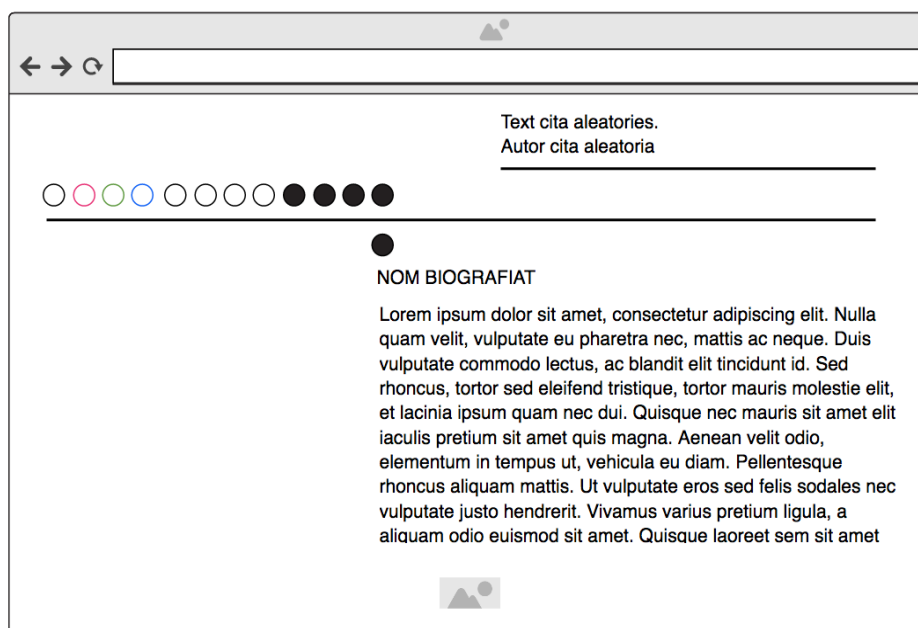 Text cita aleatories.
Autor cita aleatoria
NOM BIOGRAFIAT
Lorem ipsum dolor sit amet, consectetur adipiscing elit. Nulla
quam velit, vulputate eu pharetra nec, mattis ac neque. Duis
vulputate commodo lectus, ac blandit elit tincidunt id. Sed
rhoncus, tortor sed eleifend tristique, tortor mauris molestie elit,
et lacinia ipsum quam nec dui. Quisque nec mauris sit amet elit
iaculis pretium sit amet quis magna. Aenean velit odio,
elementum in tempus ut, vehicula eu diam. Pellentesque
rhoncus aliquam mattis. Ut vulputate eros sed felis sodales nec
vulputate justo hendrerit. Vivamus varius pretium ligula, a
aliquam odio euismod sit amet. Quisque laoreet sem sit amet